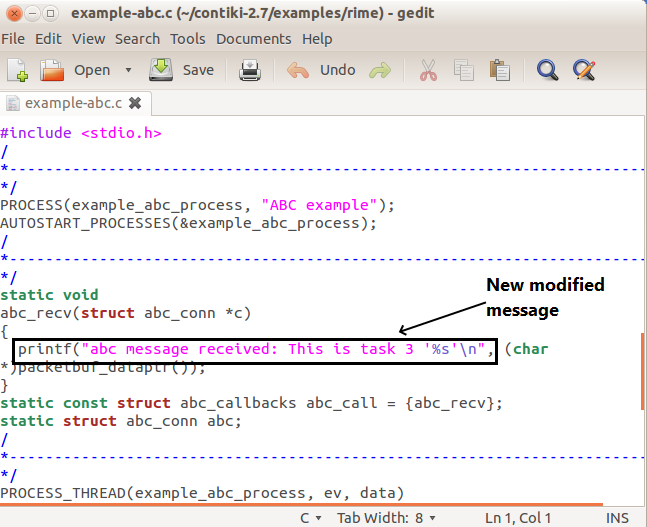 example-abc.c (~/contiki-2.7/examples/rime) - gedit
File Edit View Search Tools Documents Help
Open Save Undo
example-abc.c
#include <stdio.h>
/
*---------------------------------------------------------------------------
*/
PROCESS(example_abc_process, "ABC example");
AUTOSTART_PROCESSES(&example_abc_process);
/
*---------------------------------------------------------------------------
*/
static void
abc_recv(struct abc_conn *c)
{
printf("abc message received: This is task 3 '%s'\n", (char
*)packetbuf_dataptr());
}
static const struct abc_callbacks abc_call = {abc_recv};
static struct abc_conn abc;
/
*---------------------------------------------------------------------------
*/
PROCESS_THREAD(example_abc_process, ev, data)
New modified
message
C Tab Width: 8 Ln 1, Col 1 INS